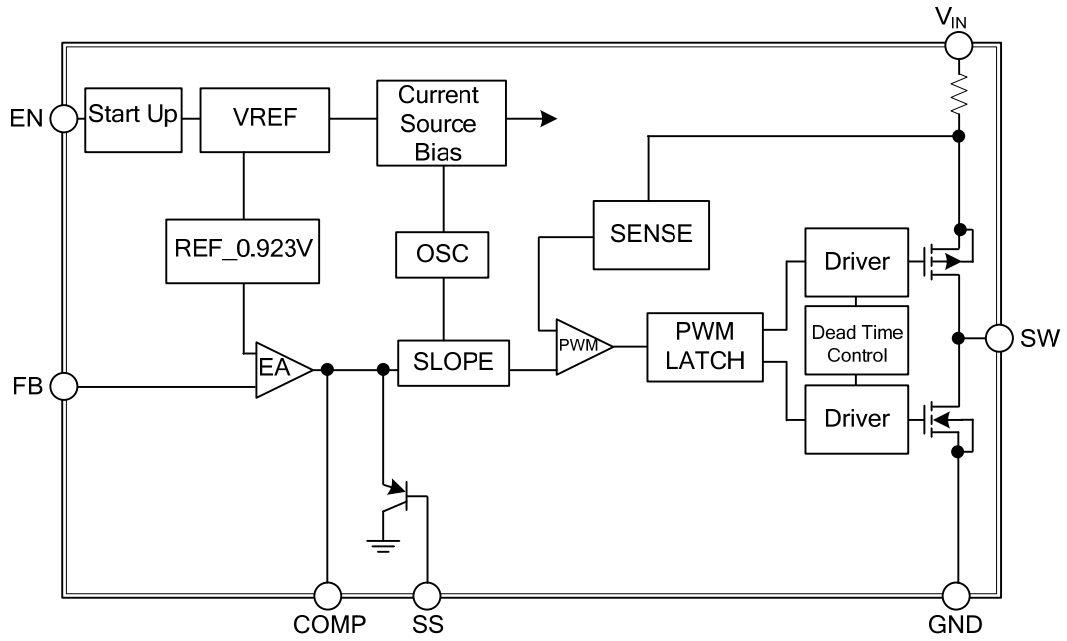 V_IN
EN
Start Up
VREF
Current
Source
Bias
REF_0.923V
OSC
SENSE
Driver
PWM
PWM
LATCH
Dead Time
Control
SW
EA
SLOPE
FB
Driver
COMP
SS
GND